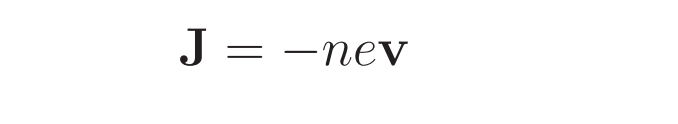 J = −nev